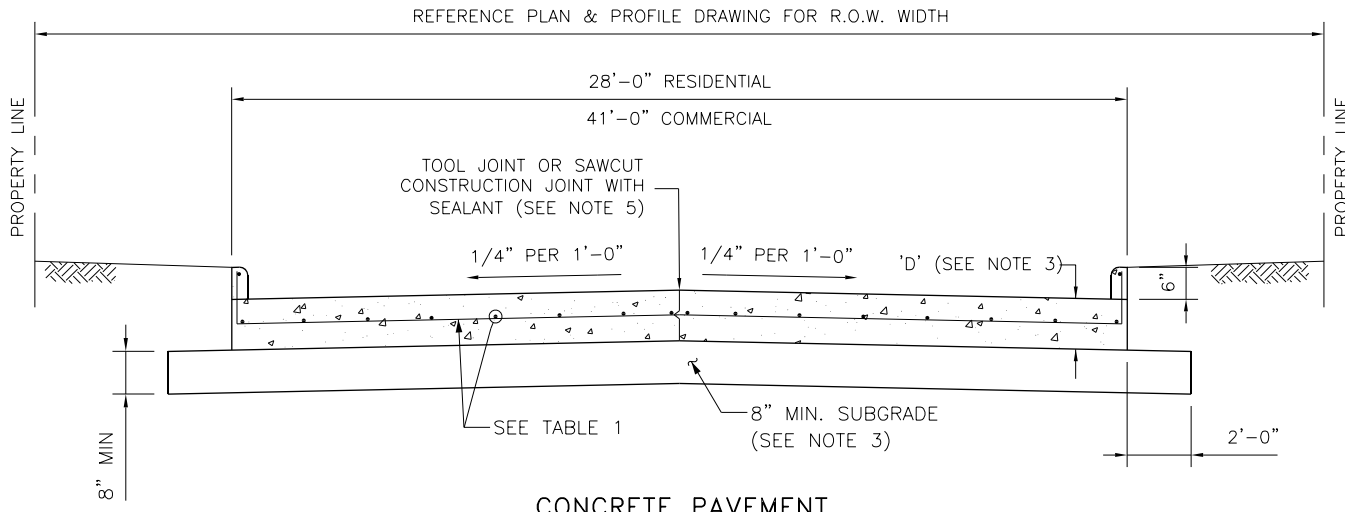 REFERENCE PLAN & PROFILE DRAWING FOR R.O.W. WIDTH
28'-0" RESIDENTIAL
41'-0" COMMERCIAL
PROPERTY LINE
PROPERTY LINE
TOOL JOINT OR SAWCUT
CONSTRUCTION JOINT WITH
SEALANT (SEE NOTE 5)
1/4" PER 1'-0"
1/4" PER 1'-0"
'D' (SEE NOTE 3)
6"
SEE TABLE 1
8" MIN. SUBGRADE
(SEE NOTE 3)
2'-0"
8" MIN
CONCRETE PAVEMENT